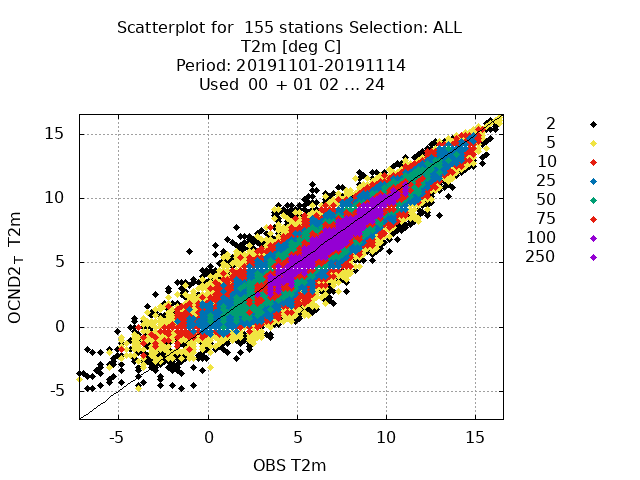 Scatterplot for  155 stations Selection: ALL
T2m [deg C]
Period: 20191101-20191114
Used  00 + 01 02 ... 24
2
5
10
25
50
75
100
250
15
10
5
0
-5
OCND2_T  T2m
-5 0 5 10 15
OBS T2m